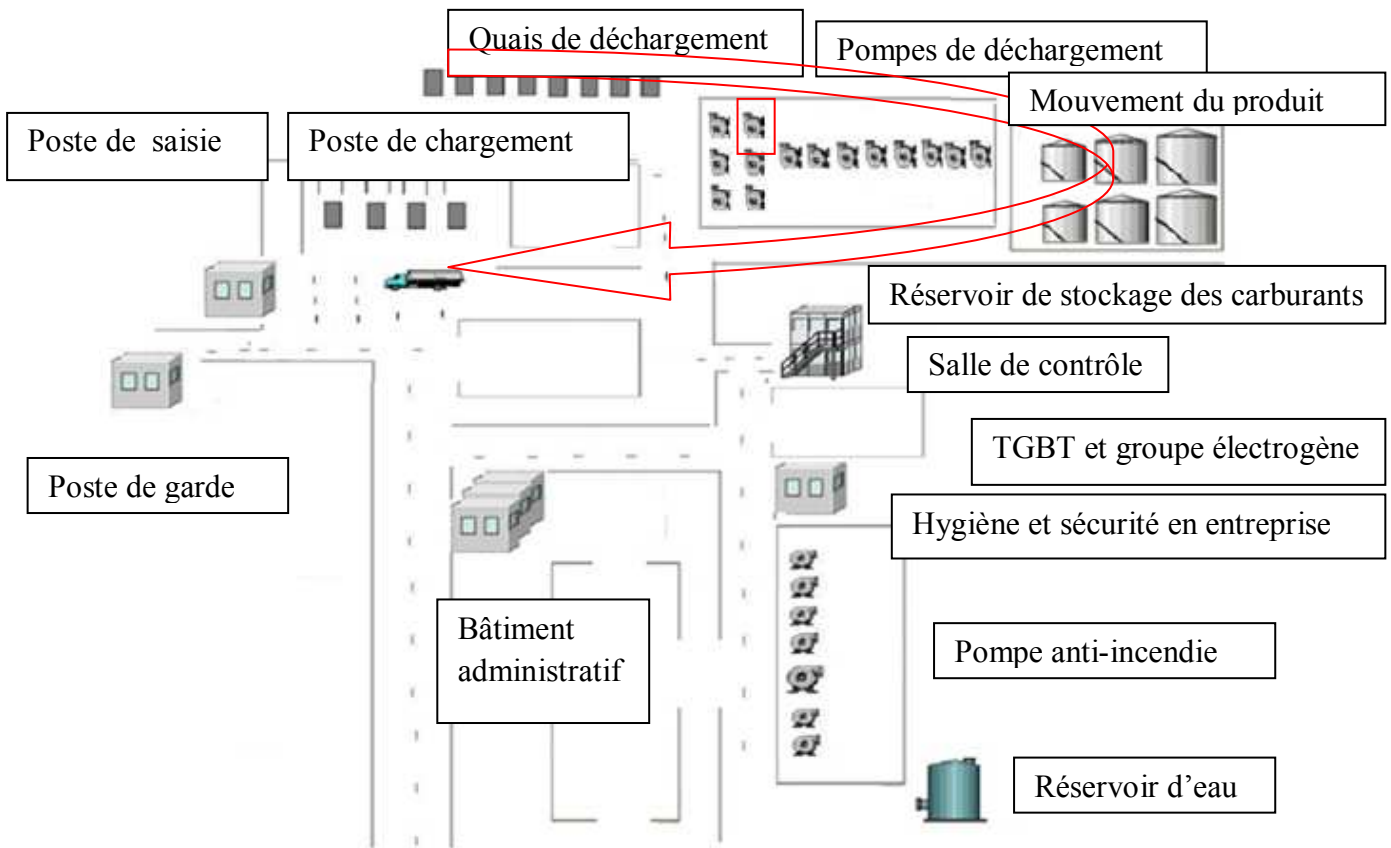 Quais de déchargement
Pompes de déchargement
Mouvement du produit
Poste de saisie
Poste de chargement
Réservoir de stockage des carburants
Salle de contrôle
TGBT et groupe électrogène
Poste de garde
Hygiène et sécurité en entreprise
Bâtiment
administratif
Pompe anti-incendie
Réservoir d’eau